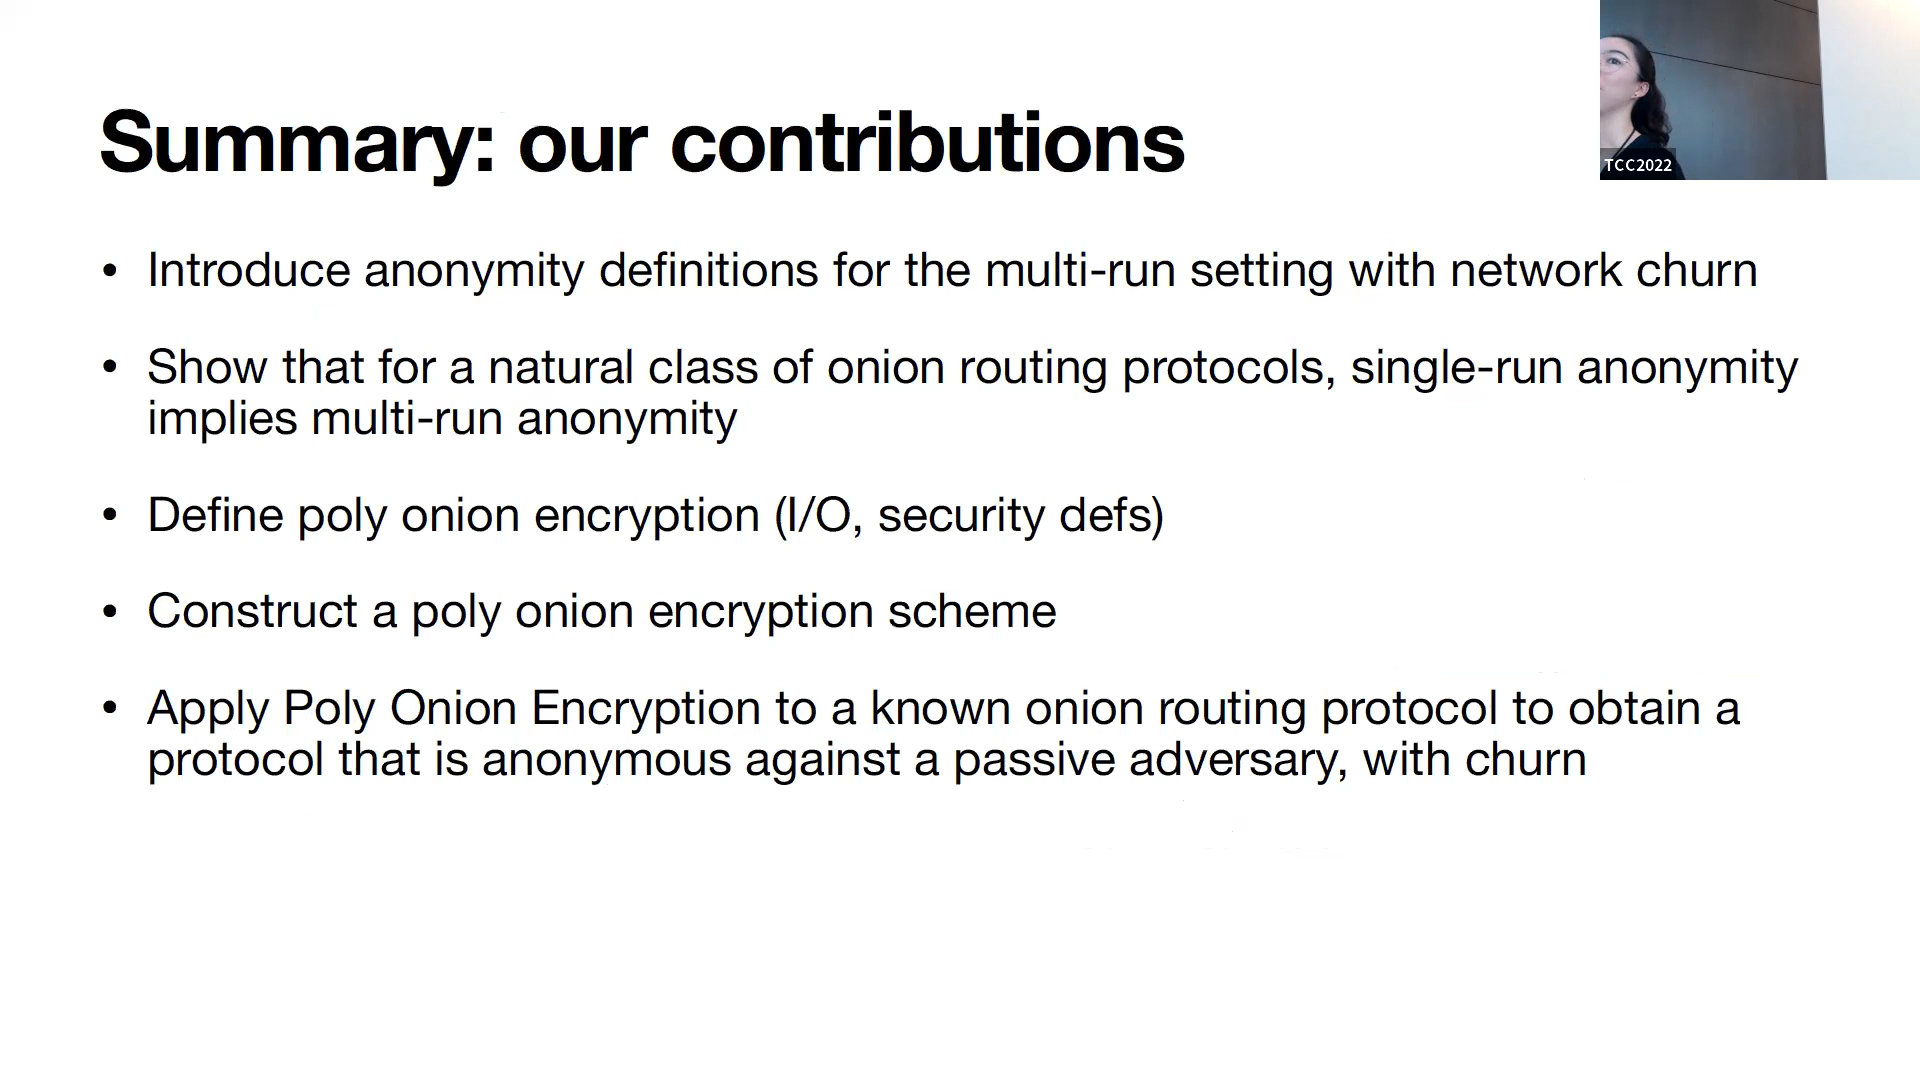 Summary: our contributions
TCC2022
• Introduce anonymity definitions for the multi-run setting with network churn
• Show that for a natural class of onion routing protocols, single-run anonymity
implies multi-run anonymity
• Define poly onion encryption (I/O, security defs)
• Construct a poly onion encryption scheme
• Apply Poly Onion Encryption to a known onion routing protocol to obtain a
protocol that is anonymous against a passive adversary, with churn